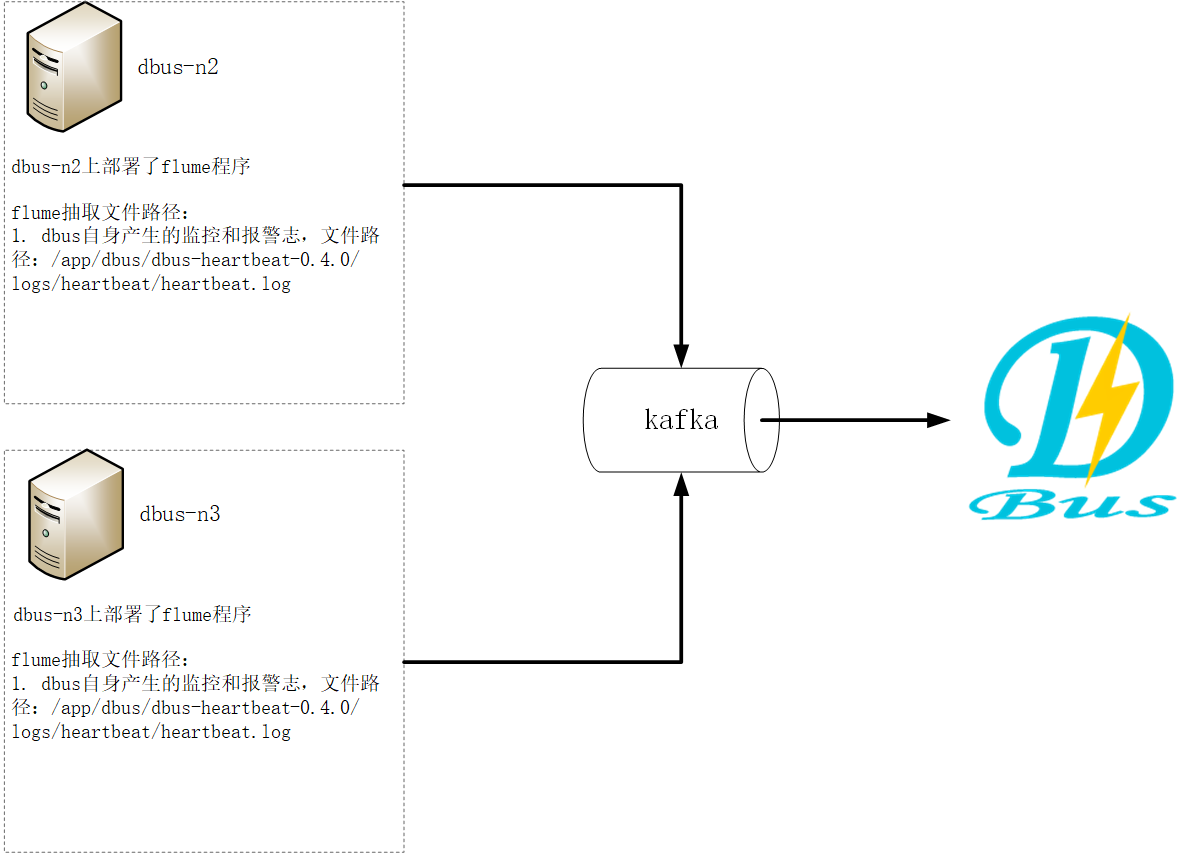 dbus-n2
dbus-n2上部署了flume程序
flume抽取文件路径:
1. dbus自身产生的监控和报警志, 文件路
径: /app/dbus/dbus-heartbeat-0.4.0/
logs/heartbeat/heartbeat.log
kafka
D
Bus
dbus-n3
dbus-n3上部署了flume程序
flume抽取文件路径:
1. dbus自身产生的监控和报警志, 文件路
径: /app/dbus/dbus-heartbeat-0.4.0/
logs/heartbeat/heartbeat.log